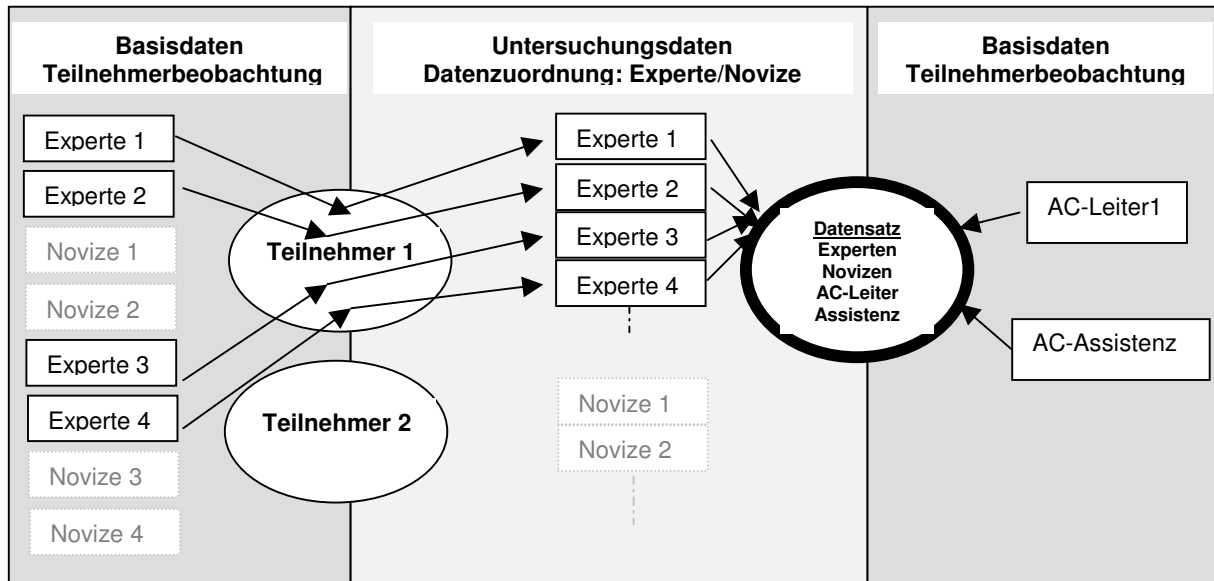 Basisdaten
Teilnehmerbeobachtung
Experte 1
Experte 2
Novize 1
Novize 2
Experte 3
Experte 4
Novize 3
Novize 4
Teilnehmer 1
Teilnehmer 2
Untersuchungsdaten
Datenzuordnung: Experte/Novize
Experte 1
Experte 2
Experte 3
Experte 4
Novize 1
Novize 2
Datensatz
Experten
Novizen
AC-Leiter
Assistenz
Basisdaten
Teilnehmerbeobachtung
AC-Leiter1
AC-Assistenz